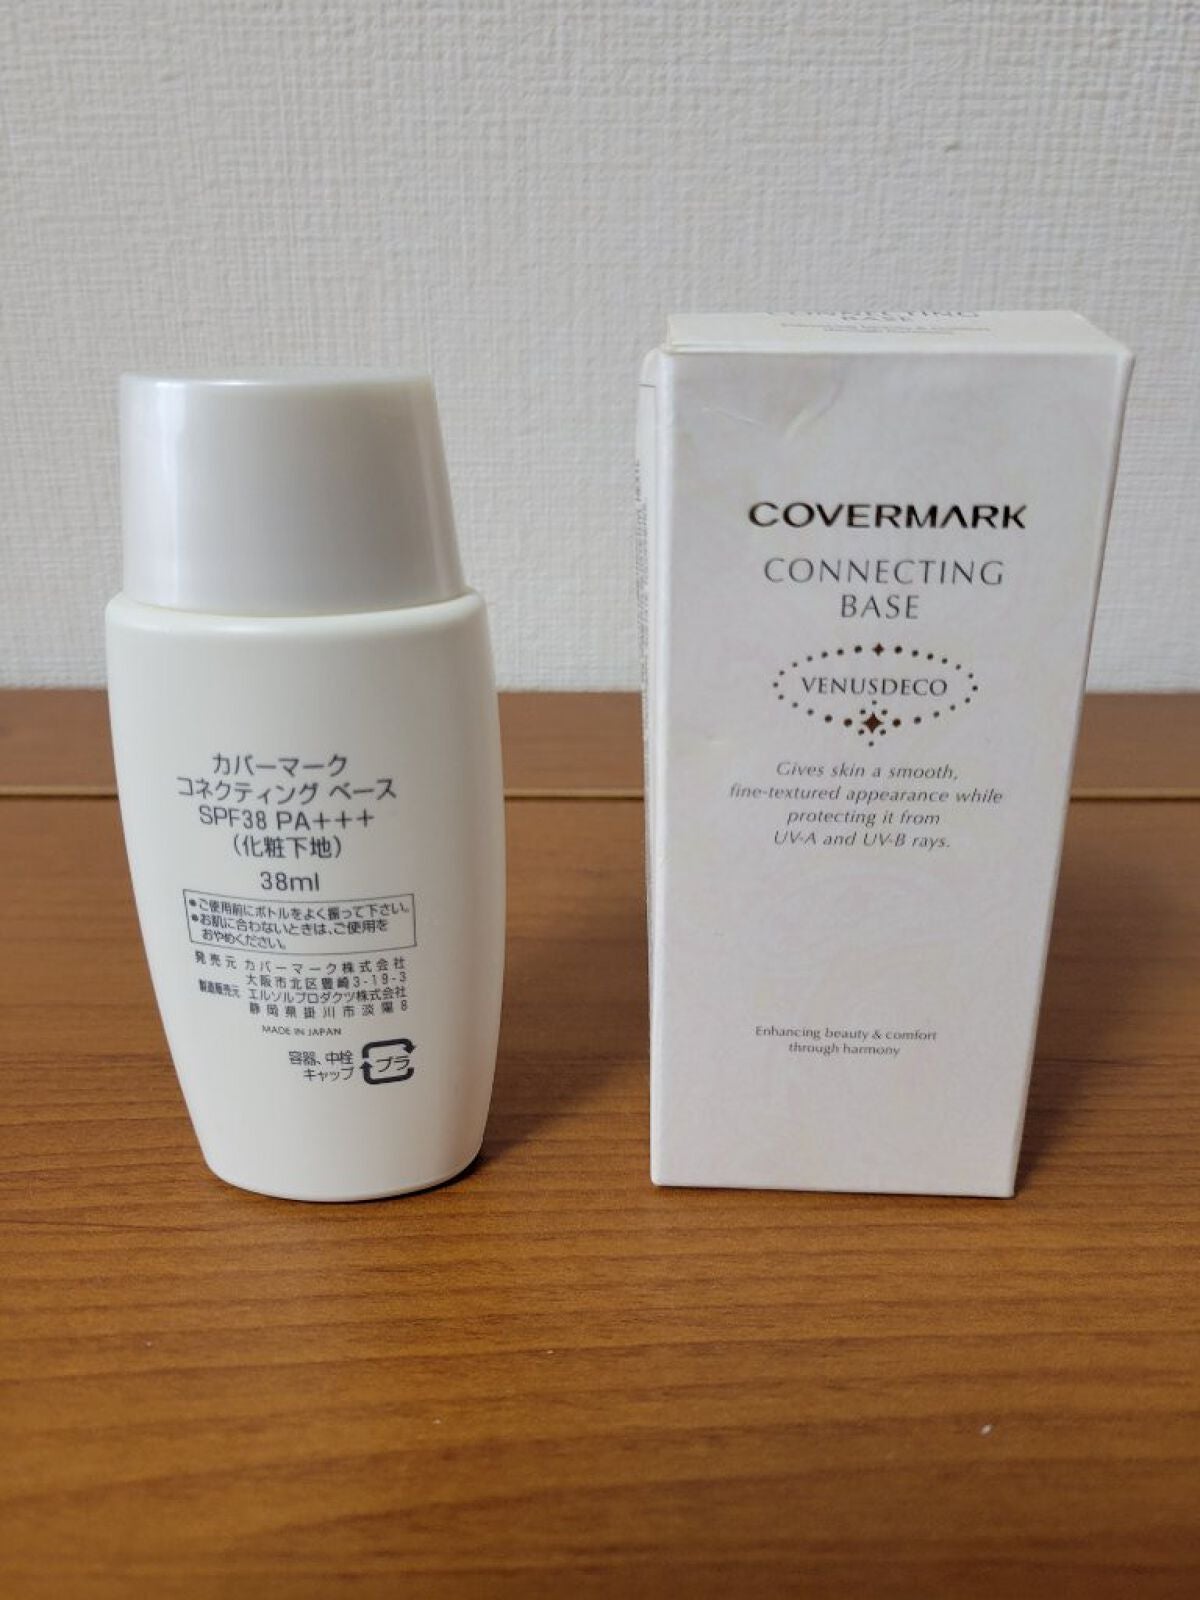 カバーマーク
コネクティング ベース
SPF38 PA+++
(化粧下地)
38ml
●ご使用前にボトルをよく振って下さい。
●お肌に合わないときは、ご使用を
おやめください。
発売元 カバーマーク株式会社
大阪市北区豊崎3-19-3
製造販売元 エルソルプロダクツ株式会社
静岡県掛川市淡陽8
MADE IN JAPAN
容器、中栓
キャップ
プラ
CONNECTING
BASE
COVERMARK
CONNECTING
BASE
VENUSDECO
Gives skin a smooth,
fine-textured appearance while
protecting it from
UV-A and UV-B rays.
Enhancing beauty & comfort
through harmony